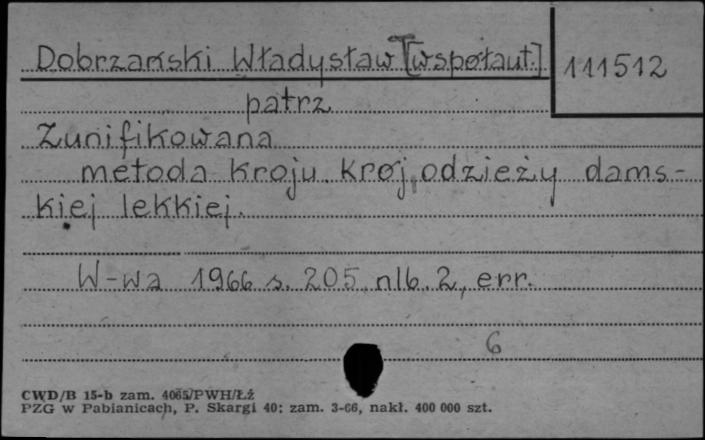 Dobrzański Władysław [współaut.] 111512
patrz
Zunifikowana
metoda kroju. Krój odzieży dams-
kiej lekkiej.
W-wa 1966 s. 205, nlb. 2, err.
6
CWD/B 15-b zam. 4065/PWH/Łź
PZG w Pabianicach, P. Skargi 40; zam. 3-66, nakł. 400 000 szt.